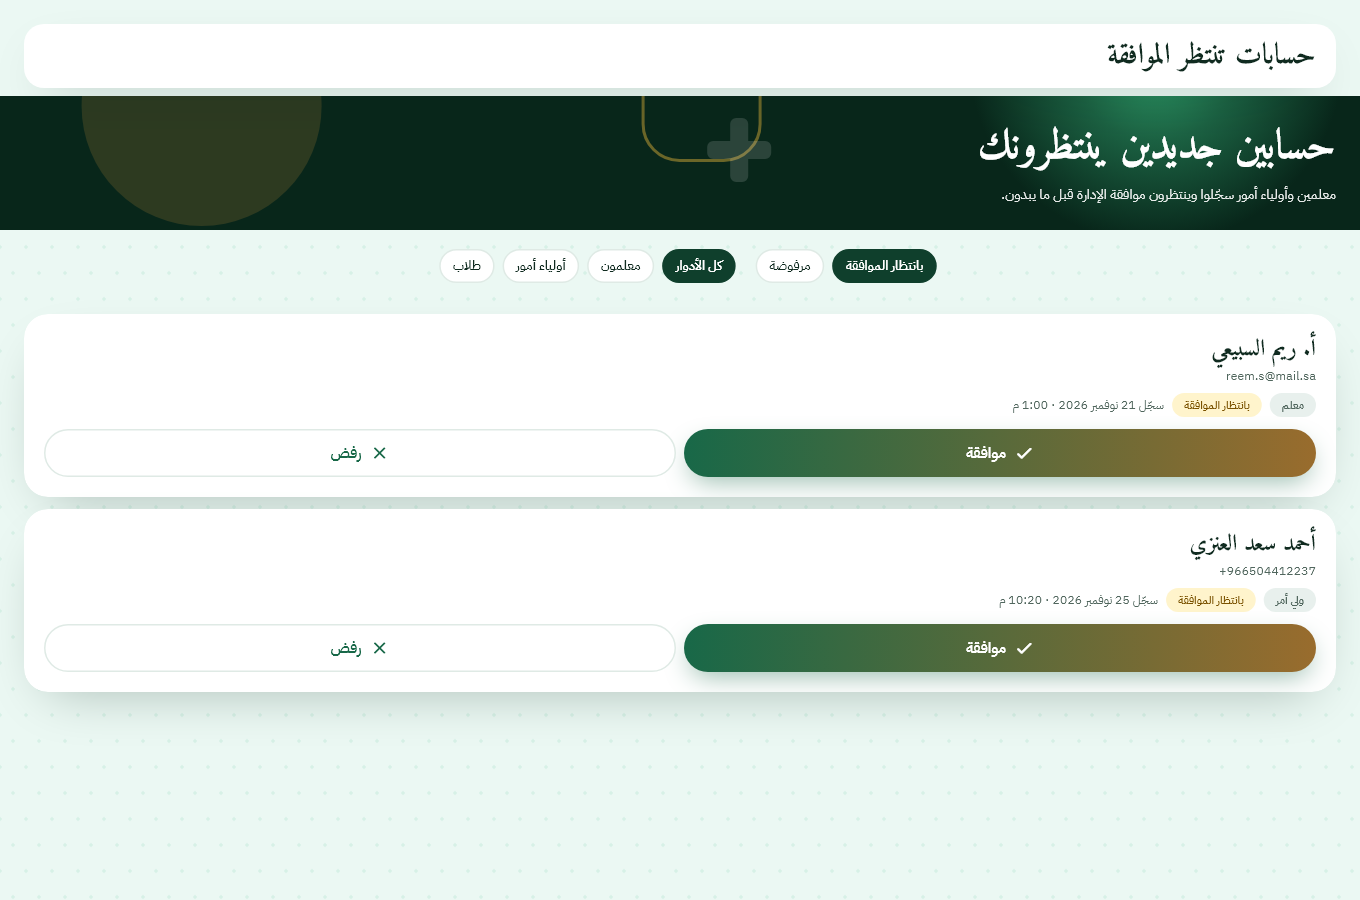 حسابات تنتظر الموافقة
حسابين جديدين ينتظرونك
معلمين وأولياء أمور سجّلوا وينتظرون موافقة الإدارة قبل ما يبدون.
بانتظار الموافقة مرفوضة كل الأدوار معلمون أولياء أمور طلاب
أ. ريم السبيعي
reem.s@mail.sa
معلم بانتظار الموافقة سجّل 21 نوفمبر 2026 · 1:00 م
موافقة رفض
أحمد سعد العنزي
+966504412237
ولي أمر بانتظار الموافقة سجّل 25 نوفمبر 2026 · 10:20 م
موافقة رفض